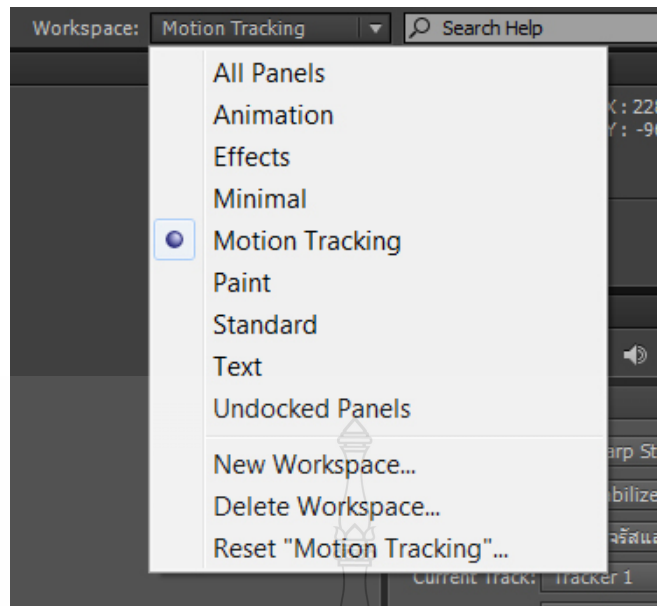 Workspace: Motion Tracking Search Help
All Panels
Animation
Effects
Minimal
Motion Tracking
Paint
Standard
Text
Undocked Panels
New Workspace...
Delete Workspace...
Reset "Motion Tracking"...
Current Track: Tracker 1